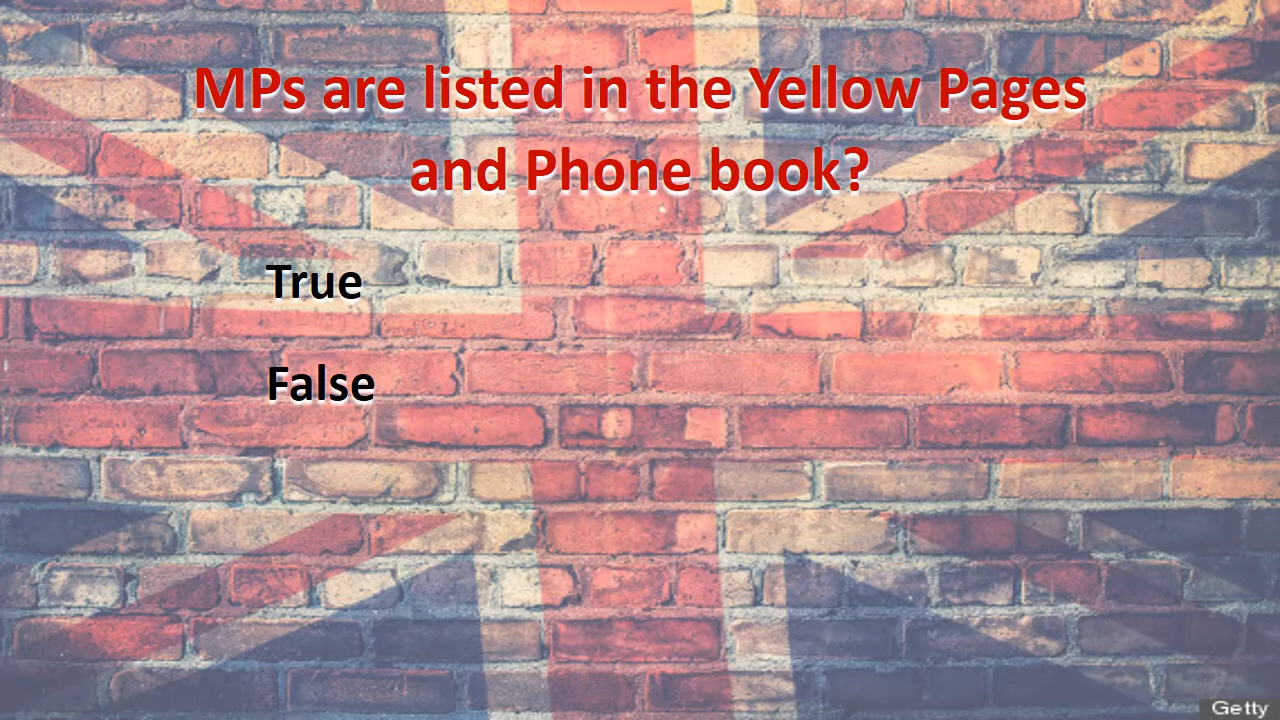 MPs are listed in the Yellow Pages
and Phone book?
True
False
Getty